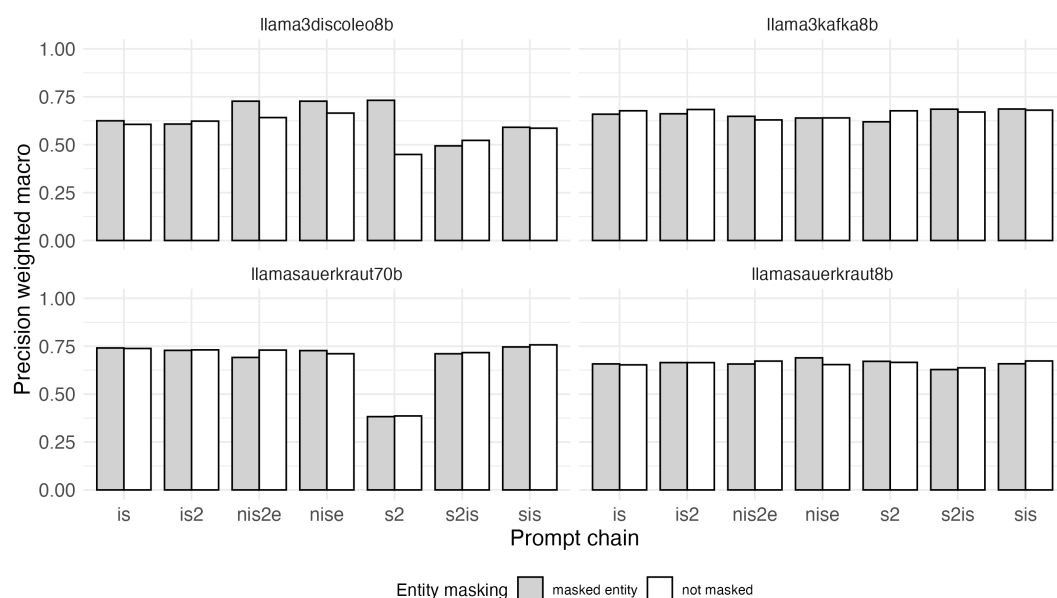 llama3discoleo8b
llama3kafka8b
1.00
0.75
0.50
0.25
0.00
llamasauerkraut70b
llamasauerkraut8b
1.00
0.75
0.50
0.25
0.00
Precision weighted macro
is is2 nis2e nise s2 s2is sis
is is2 nis2e nise s2 s2is sis
Prompt chain
Entity masking masked entity not masked